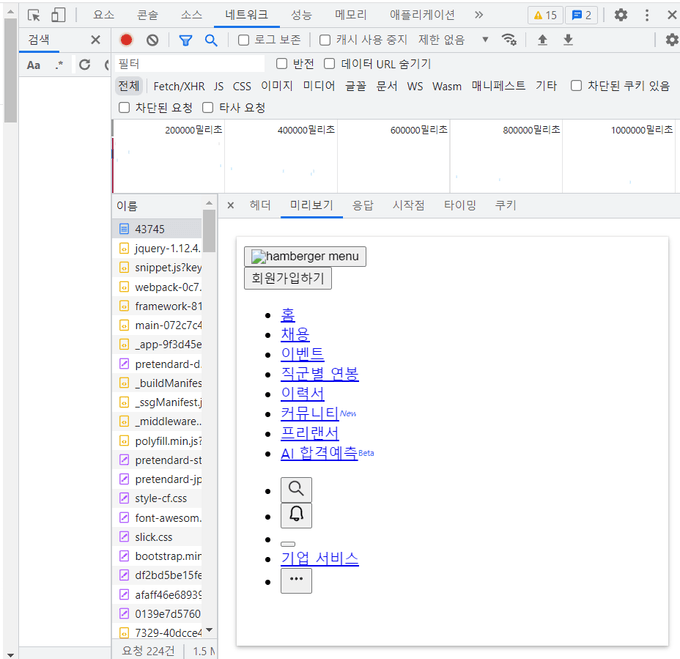 요소 콘솔 소스 네트워크 성능 메모리 애플리케이션 15 2
검색
로그 보존 캐시 사용 중지 제한 없음
Aa .*
필터
반전 데이터 URL 숨기기
전체 Fetch/XHR JS CSS 이미지 미디어 글꼴 문서 WS Wasm 매니페스트 기타 차단된 쿠키 있음
차단된 요청 타사 요청
200000밀리초 400000밀리초 600000밀리초 800000밀리초 1000000밀리초
이름
헤더 미리보기 응답 시작점 타이밍 쿠키
43745
jquery-1.12.4.
snippet.js?key
webpack-0c7.
framework-81
main-072c7c4
_app-9f3d45e
pretendard-d.
_buildManifes
_ssgManifest.j
_middleware..
polyfill.min.js?
pretendard-st
pretendard-jp
style-cf.css
font-awesom.
slick.css
bootstrap.min
df2bd5be15fe
afaff46e68939
0139e7d5760
7329-40dcce4
요청 224건 1.5 M
hamberger menu
회원가입하기
홈
채용
이벤트
직군별 연봉
이력서
커뮤니티New
프리랜서
AI 합격예측Beta
기업 서비스